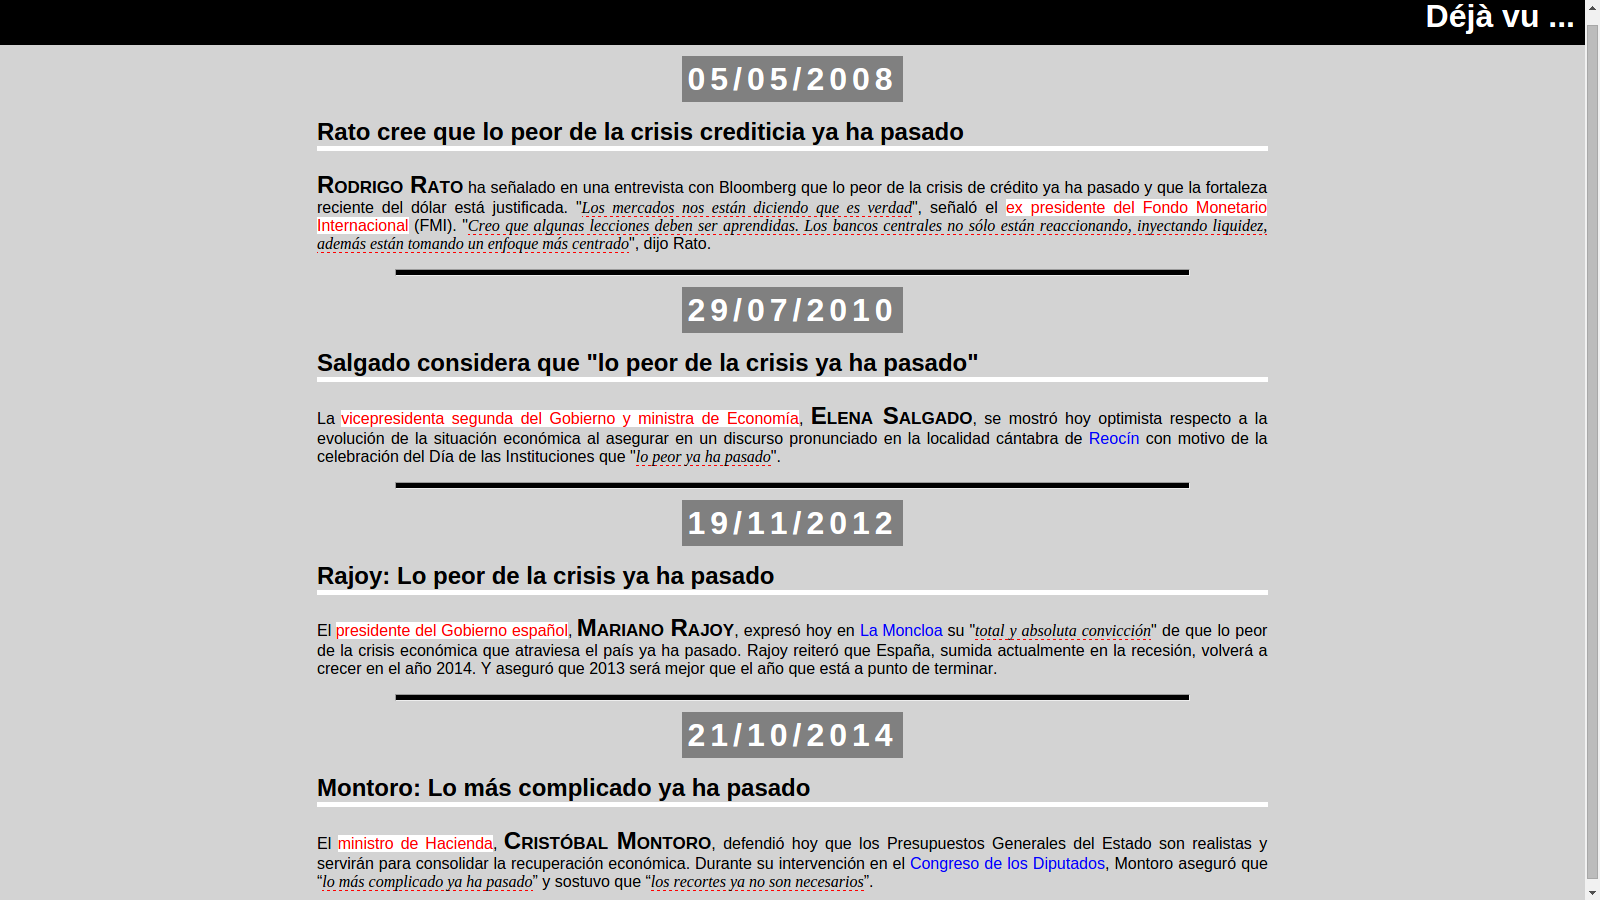 Déjà vu ...
05/05/2008
Rato cree que lo peor de la crisis crediticia ya ha pasado
RODRIGO RATO ha señalado en una entrevista con Bloomberg que lo peor de la crisis de crédito ya ha pasado y que la fortaleza
reciente del dólar está justificada. "Los mercados nos están diciendo que es verdad", señaló el ex presidente del Fondo Monetario
Internacional (FMI). "Creo que algunas lecciones deben ser aprendidas. Los bancos centrales no sólo están reaccionando, inyectando liquidez,
además están tomando un enfoque más centrado", dijo Rato.
29/07/2010
Salgado considera que "lo peor de la crisis ya ha pasado"
La vicepresidenta segunda del Gobierno y ministra de Economía, ELENA SALGADO, se mostró hoy optimista respecto a la
evolución de la situación económica al asegurar en un discurso pronunciado en la localidad cántabra de Reocín con motivo de la
celebración del Día de las Instituciones que "lo peor ya ha pasado".
19/11/2012
Rajoy: Lo peor de la crisis ya ha pasado
El presidente del Gobierno español, MARIANO RAJOY, expresó hoy en La Moncloa su "total y absoluta convicción" de que lo peor
de la crisis económica que atraviesa el país ya ha pasado. Rajoy reiteró que España, sumida actualmente en la recesión, volverá a
crecer en el año 2014. Y aseguró que 2013 será mejor que el año que está a punto de terminar.
21/10/2014
Montoro: Lo más complicado ya ha pasado
El ministro de Hacienda, CRISTÓBAL MONTORO, defendió hoy que los Presupuestos Generales del Estado son realistas y
servirán para consolidar la recuperación económica. Durante su intervención en el Congreso de los Diputados, Montoro aseguró que
“lo más complicado ya ha pasado” y sostuvo que “los recortes ya no son necesarios”.